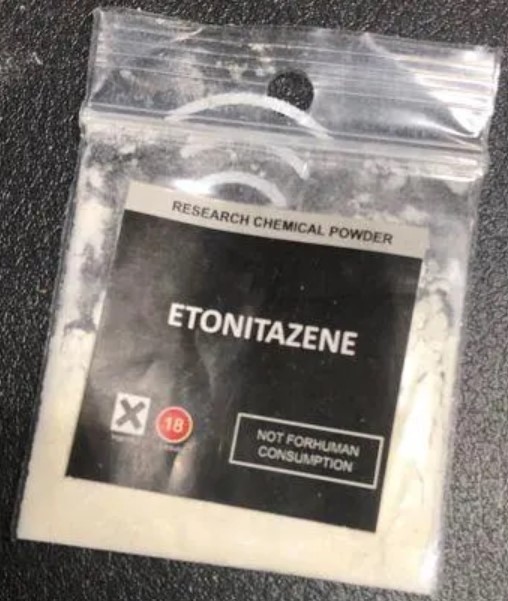 RESEARCH CHEMICAL POWDER
ETONITAZENE
18
NOT FORHUMAN
CONSUMPTION